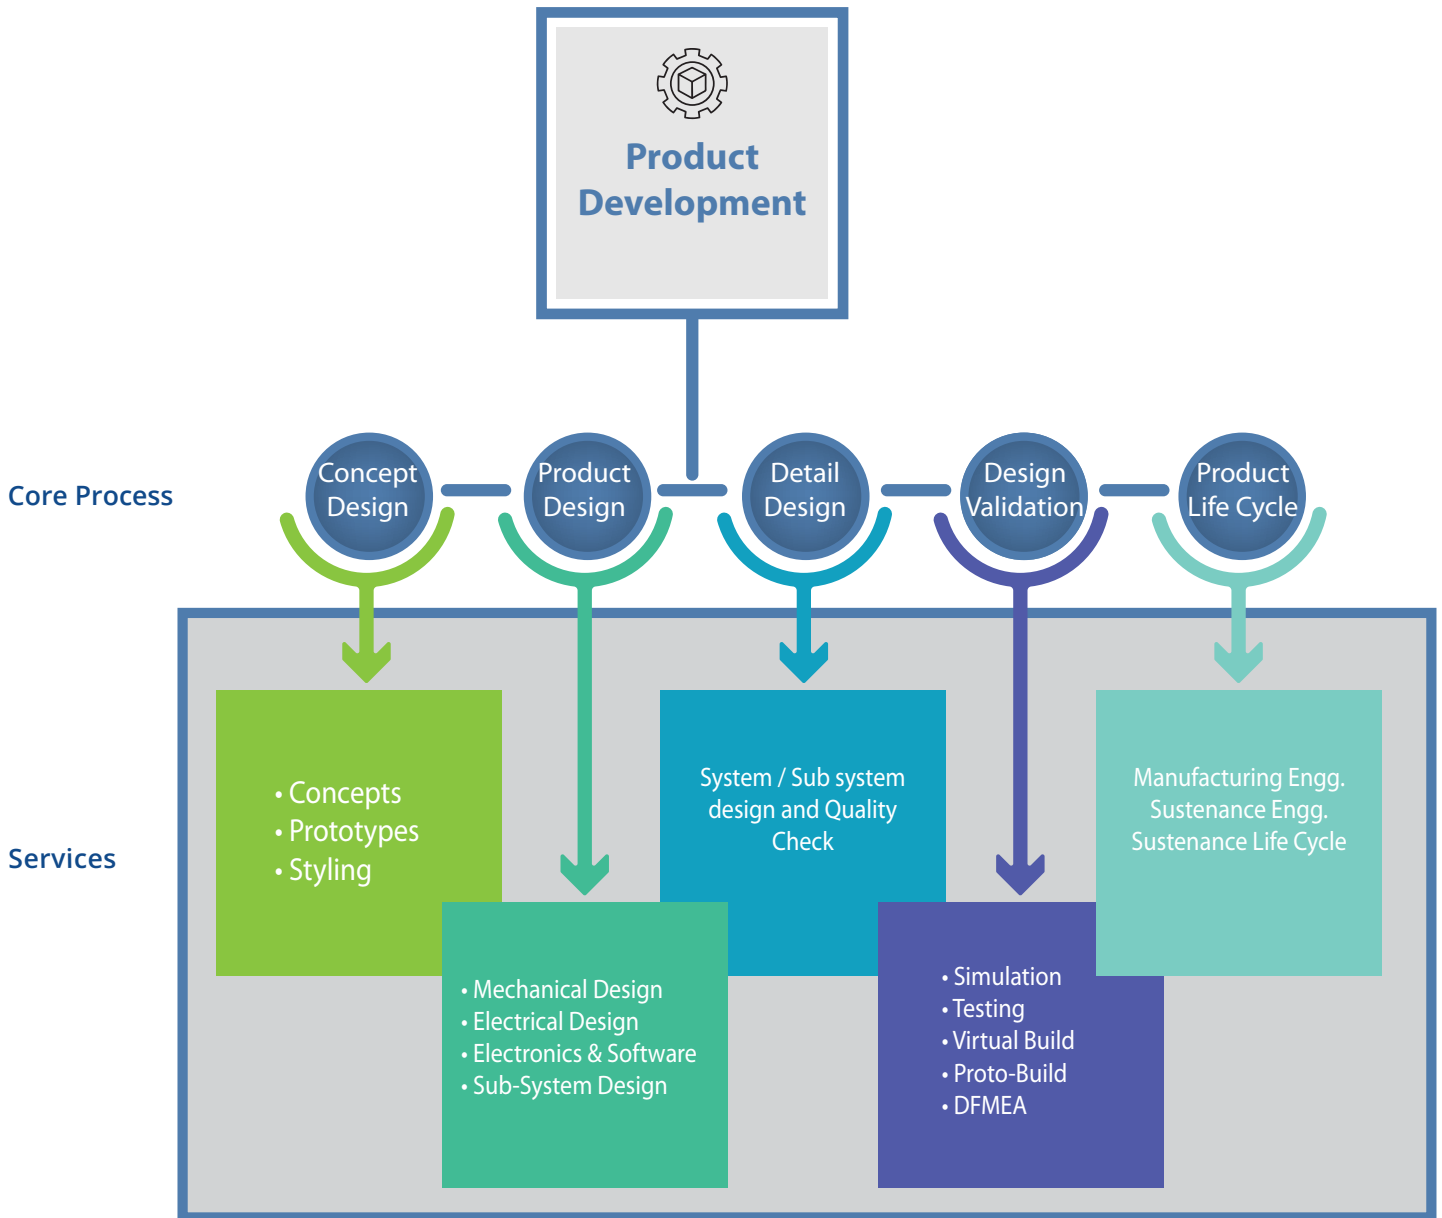 Product
Development
Core Process
Concept
Design
Product
Design
Detail
Design
Design
Validation
Product
Life Cycle
Services
• Concepts
• Prototypes
• Styling
• Mechanical Design
• Electrical Design
• Electronics & Software
• Sub-System Design
System / Sub system
design and Quality
Check
• Simulation
• Testing
• Virtual Build
• Proto-Build
• DFMEA
Manufacturing Engg.
Sustenance Engg.
Sustenance Life Cycle